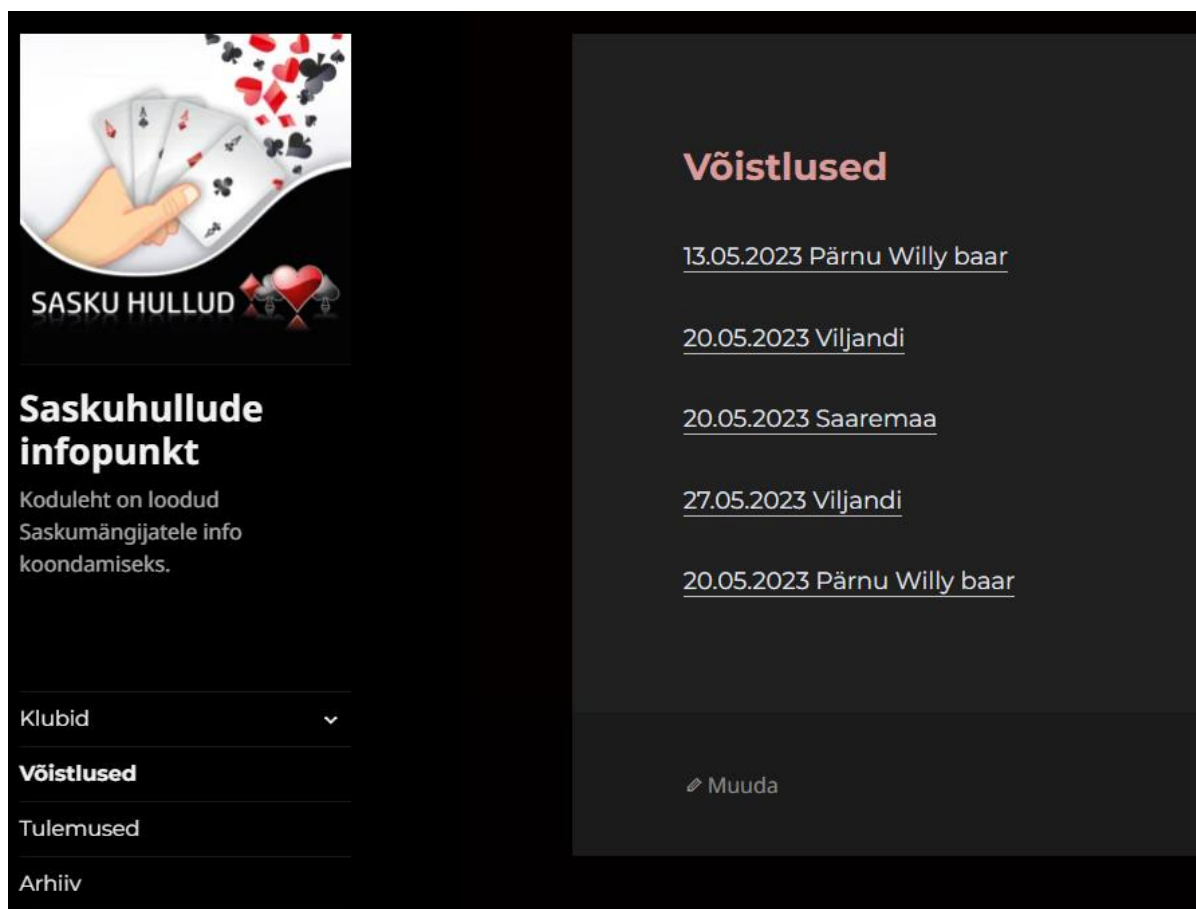 SASKU HULLUD
Saskuhullude
infopunkt
Koduleht on loodud
Saskumängijatele info
koondamiseks.
Klubid
Võistlused
Tulemused
Arhiiv
Võistlused
13.05.2023 Pärnu Willy baar
20.05.2023 Viljandi
20.05.2023 Saaremaa
27.05.2023 Viljandi
20.05.2023 Pärnu Willy baar
Muuda